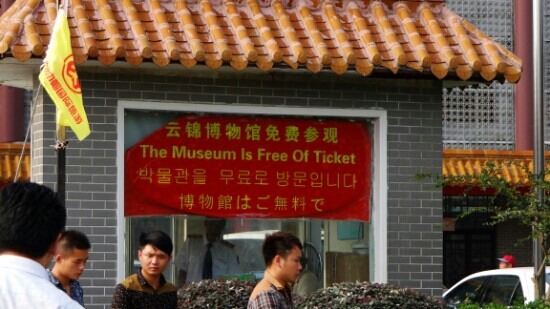 云锦博物馆免费参观
The Museum Is Free Of Ticket
박물관을 무료로 방문입니다
博物館はご無料で